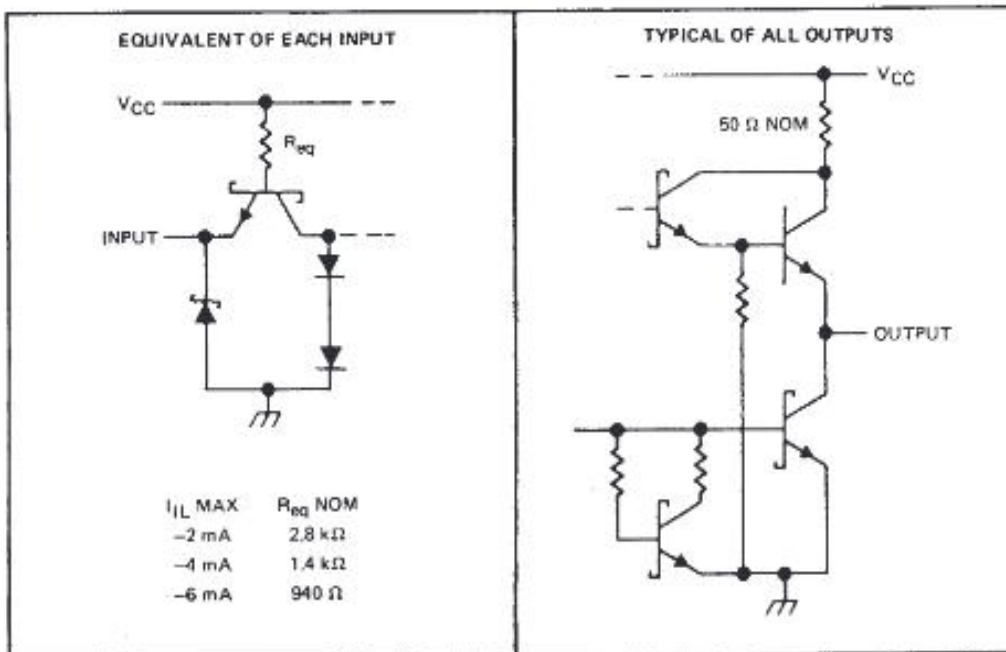 EQUIVALENT OF EACH INPUT
VCC
Req
INPUT
IIL MAX Req NOM
−2 mA 2.8 kΩ
−4 mA 1.4 kΩ
−6 mA 940 Ω
TYPICAL OF ALL OUTPUTS
VCC
50 Ω NOM
OUTPUT